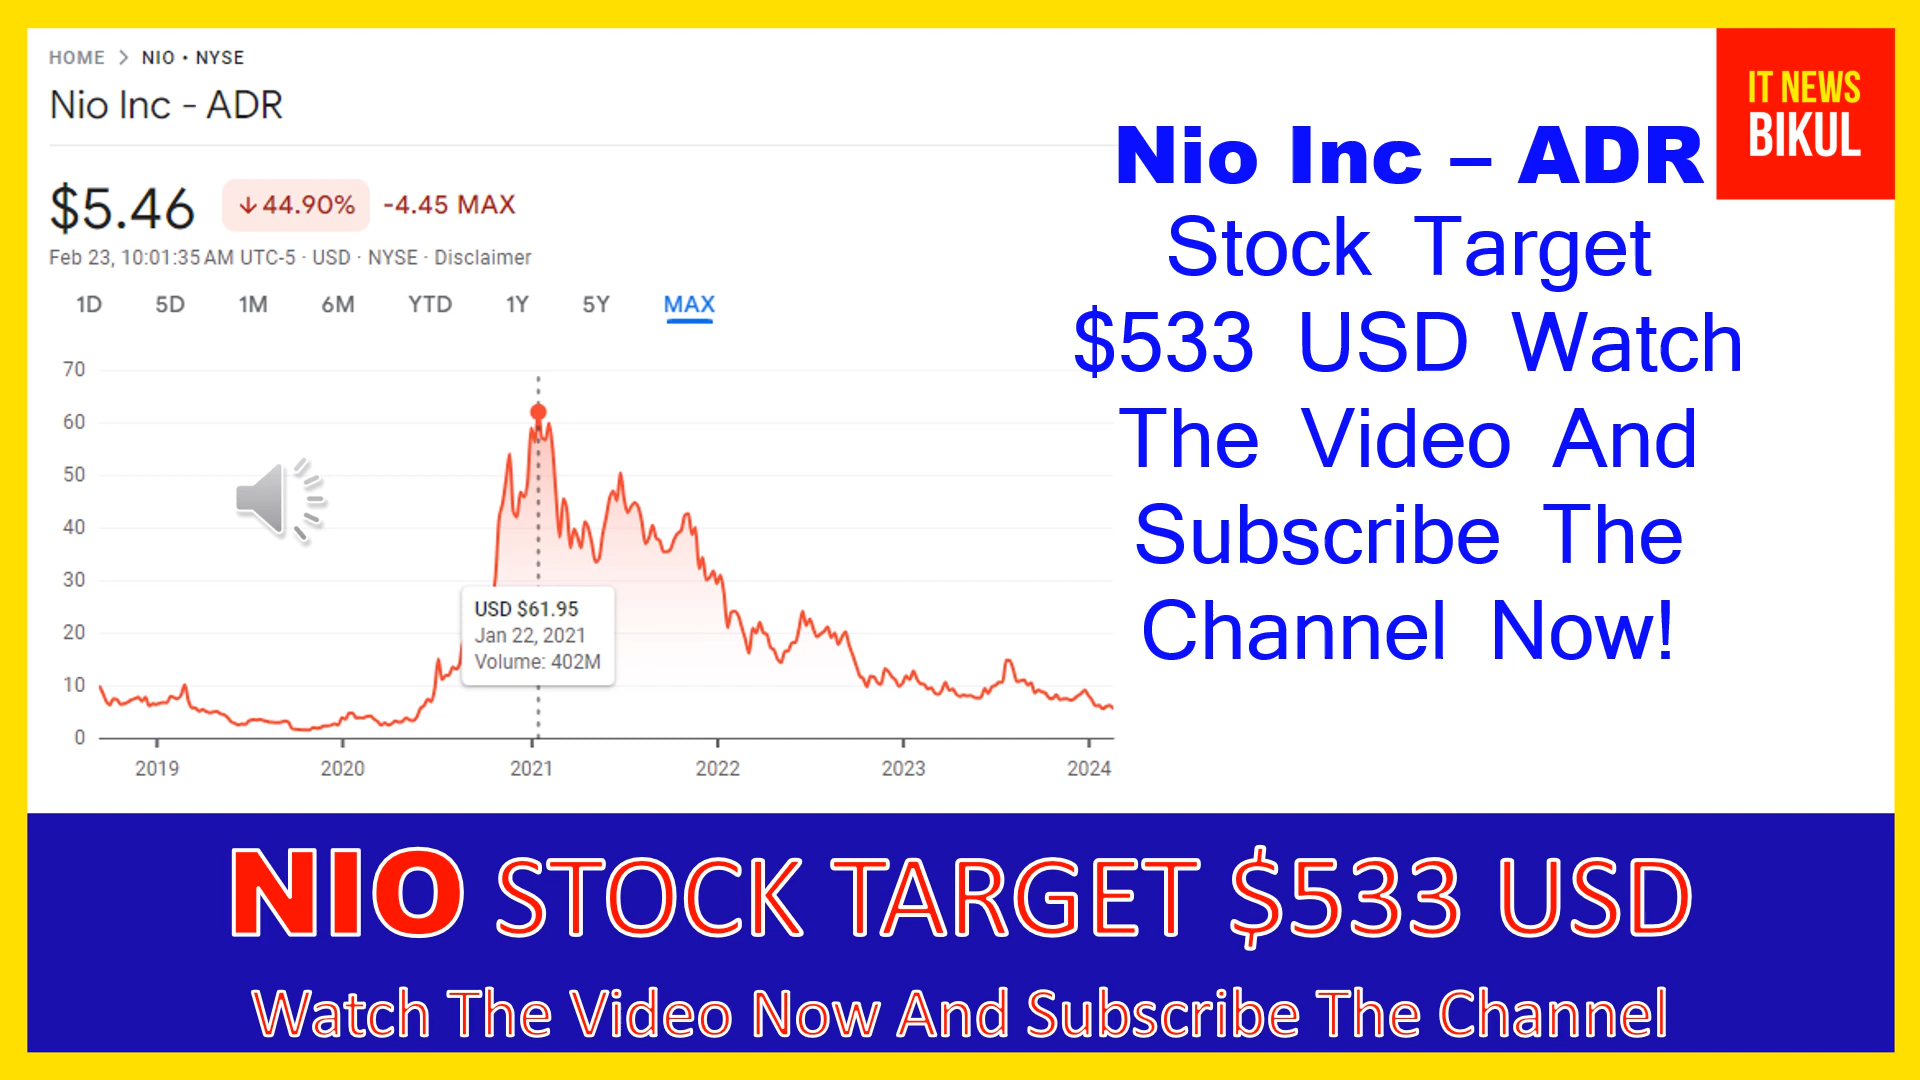 HOME > NIO • NYSE
Nio Inc - ADR
$5.46 ↓44.90% -4.45 MAX
Feb 23, 10:01:35 AM UTC-5 · USD · NYSE · Disclaimer
1D 5D 1M 6M YTD 1Y 5Y MAX
70
60
50
40
30
20
10
0
USD $61.95
Jan 22, 2021
Volume: 402M
2019 2020 2021 2022 2023 2024
IT NEWS
BIKUL
Nio Inc – ADR
Stock Target
$533 USD Watch
The Video And
Subscribe The
Channel Now!
NIO STOCK TARGET $533 USD
Watch The Video Now And Subscribe The Channel